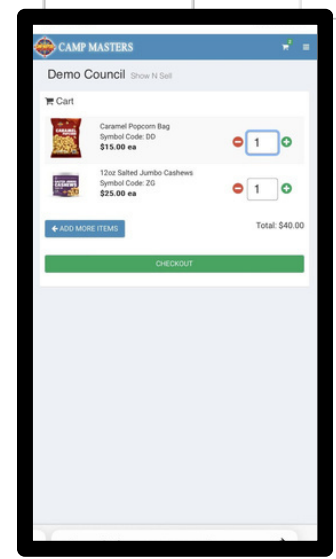 CAMP MASTERS
Demo Council Show N Sell
Cart
Caramel Popcorn Bag
Symbol Code: DD
$15.00 ea
1
12oz Salted Jumbo Cashews
Symbol Code: ZG
$25.00 ea
1
ADD MORE ITEMS
Total: $40.00
CHECKOUT